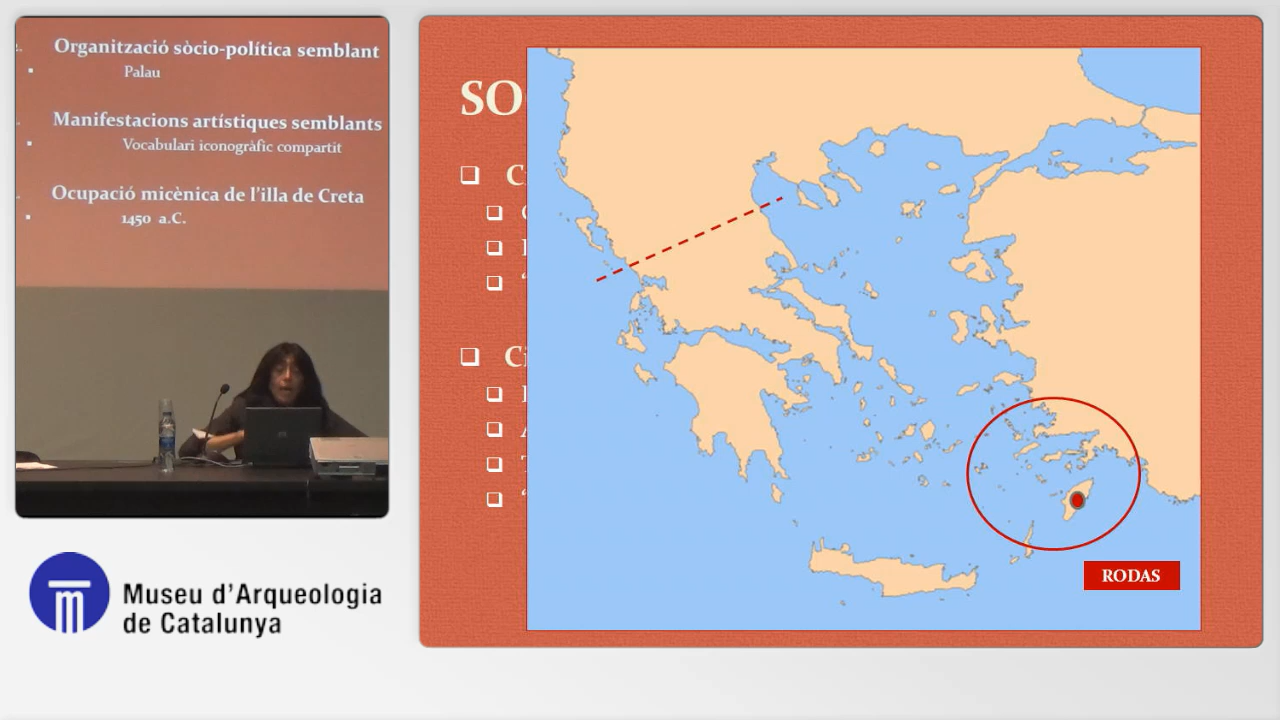 Organització sòcio-política semblant
Palau
Manifestacions artístiques semblants
Vocabulari iconogràfic compartit
Ocupació micènica de l'illa de Creta
1450 a.C.
Museu d'Arqueologia
de Catalunya
SO
RODAS